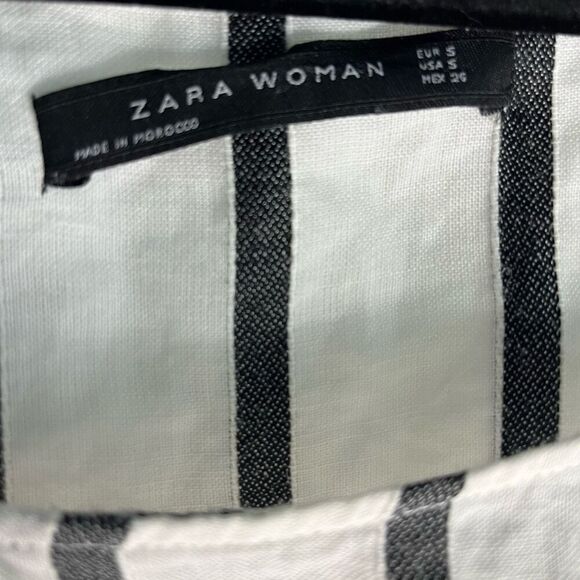 ZARA WOMAN
MADE IN MOROCCO
EUR S
USA S
MEX 26